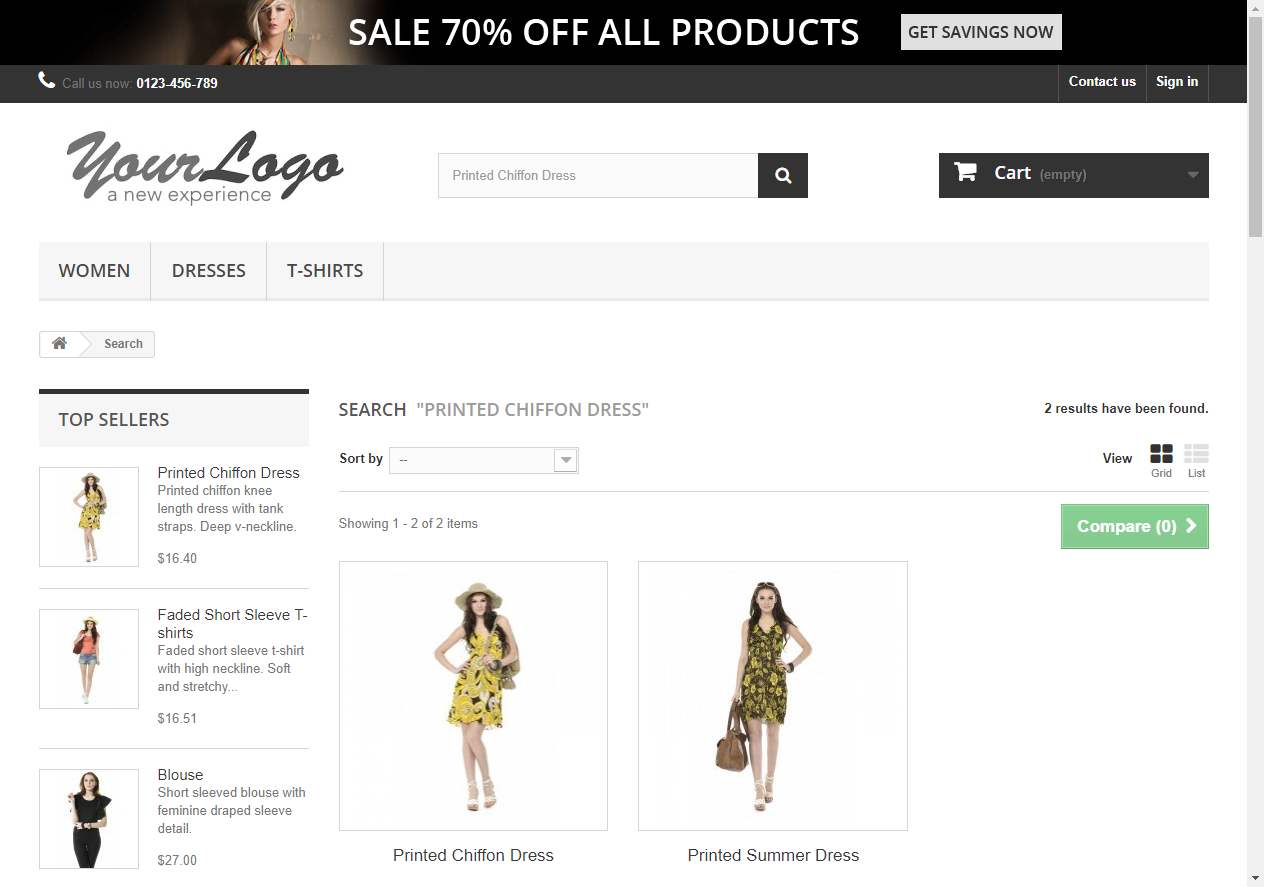 SALE 70% OFF ALL PRODUCTS GET SAVINGS NOW
Call us now: 0123-456-789 Contact us Sign in
Your Logo
a new experience
Printed Chiffon Dress
Cart (empty)
WOMEN DRESSES T-SHIRTS
Search
TOP SELLERS
Printed Chiffon Dress
Printed chiffon knee
length dress with tank
straps. Deep v-neckline.
$16.40
Faded Short Sleeve T-
shirts
Faded short sleeve t-shirt
with high neckline. Soft
and stretchy...
$16.51
Blouse
Short sleeved blouse with
feminine draped sleeve
detail.
$27.00
SEARCH "PRINTED CHIFFON DRESS" 2 results have been found.
Sort by -- View Grid List
Showing 1 - 2 of 2 items Compare (0)
Printed Chiffon Dress Printed Summer Dress